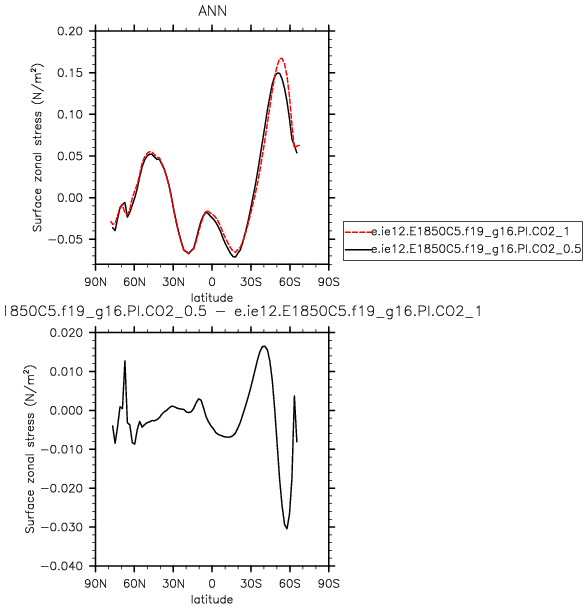 ANN
Surface zonal stress (N/m²)
0.20
0.15
0.10
0.05
0.00
−0.05
90N 60N 30N 0 30S 60S 90S
latitude
e.ie12.E1850C5.f19_g16.PI.CO2_1
e.ie12.E1850C5.f19_g16.PI.CO2_0.5
1850C5.f19_g16.PI.CO2_0.5 − e.ie12.E1850C5.f19_g16.PI.CO2_1
Surface zonal stress (N/m²)
0.020
0.010
0.000
−0.010
−0.020
−0.030
−0.040
90N 60N 30N 0 30S 60S 90S
latitude